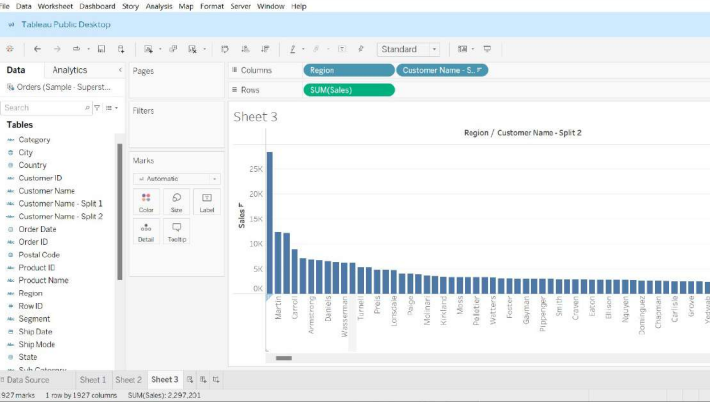 File Data Worksheet Dashboard Story Analysis Map Format Server Window Help
Tableau Public Desktop
Standard
Data Analytics
Orders (Sample - Superst...
Search
Tables
Category
City
Country
Customer ID
Customer Name
Customer Name - Split 1
Customer Name - Split 2
Order Date
Order ID
Postal Code
Product ID
Product Name
Region
Row ID
Segment
Ship Date
Ship Mode
State
Sub-Category
Pages
Filters
Marks
Automatic
Color Size Label
Detail Tooltip
Columns Region Customer Name - S..
Rows SUM(Sales)
Sheet 3
Region / Customer Name - Split 2
Sales
25K
20K
15K
10K
5K
0K
Martin Carroll Armstrong Daniels Wasserman Turnell Preis Lonsdale Paige Molinari Kirkland Moss Pelletier Watters Foster Gayman Pippenger Smith Craven Eaton Ellison Nguyen Dominguez Chapman Carlisle Grove
Data Source Sheet 1 Sheet 2 Sheet 3
1927 marks 1 row by 1927 columns SUM(Sales): 2,297,201